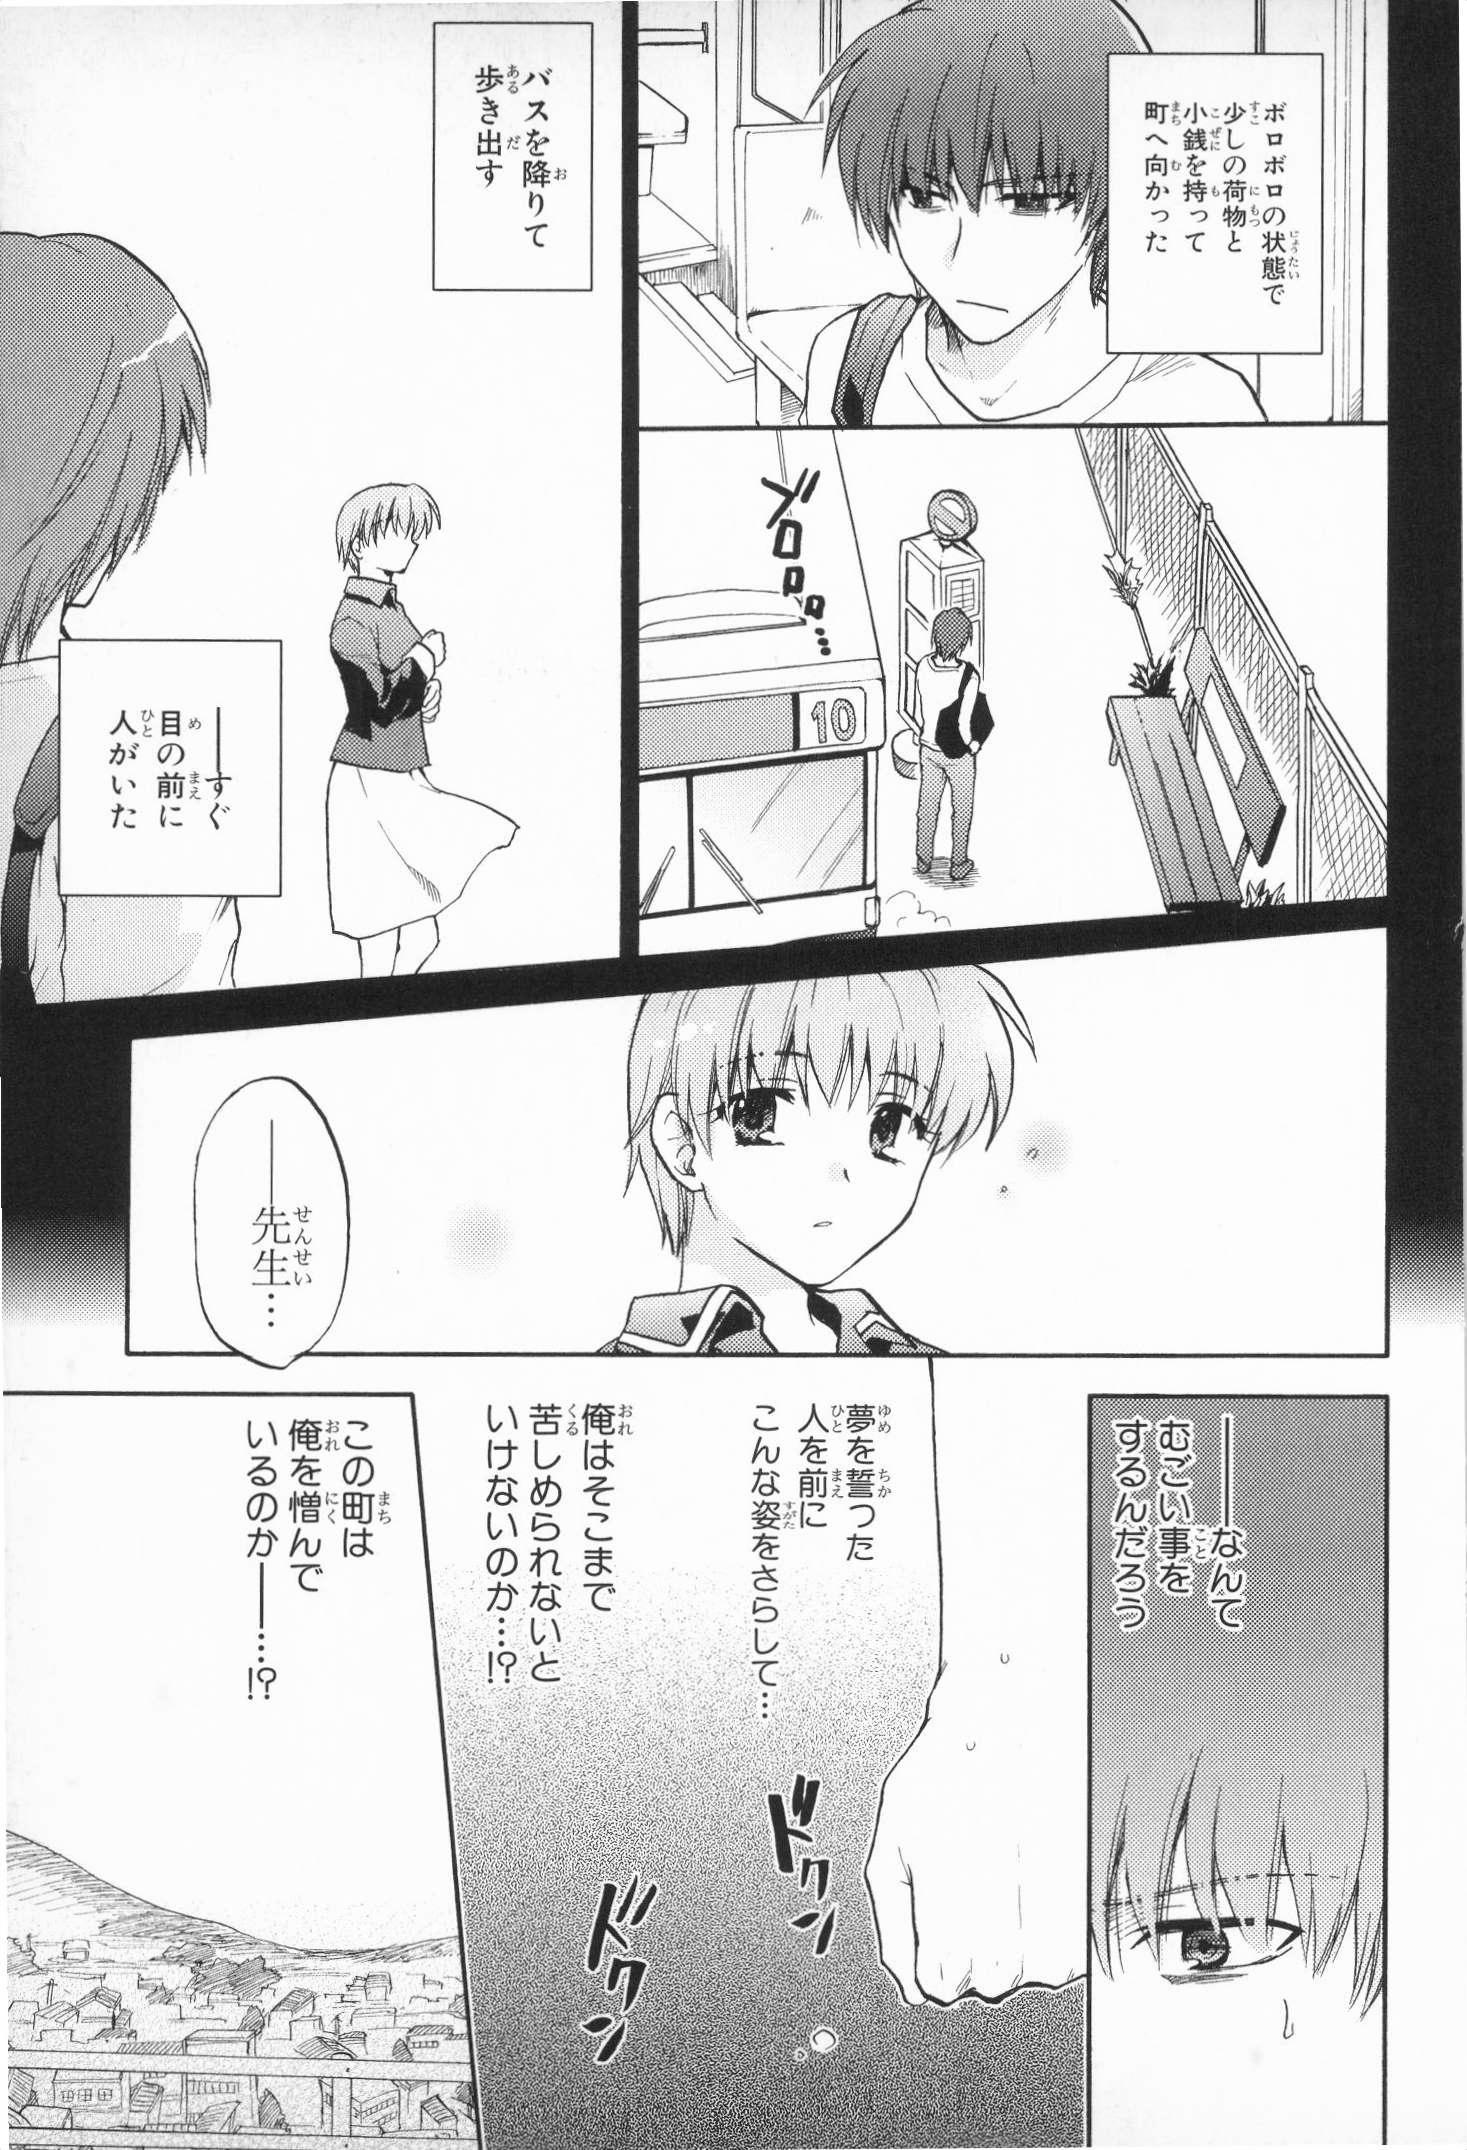 ボロボロの状態で
少しの荷物と
小銭を持って
町へ向かった
ブロロロ…
10
バスを降りて
歩き出す
――すぐ
目の前に
人がいた
――先生…
――なんて
むごい事を
するんだろう
夢を誓った
人を前に
こんな姿をさらして…
ドクン
俺はそこまで
苦しめられないと
いけないのか…!?
ドクン
この町は
俺を憎んで
いるのか――…!?